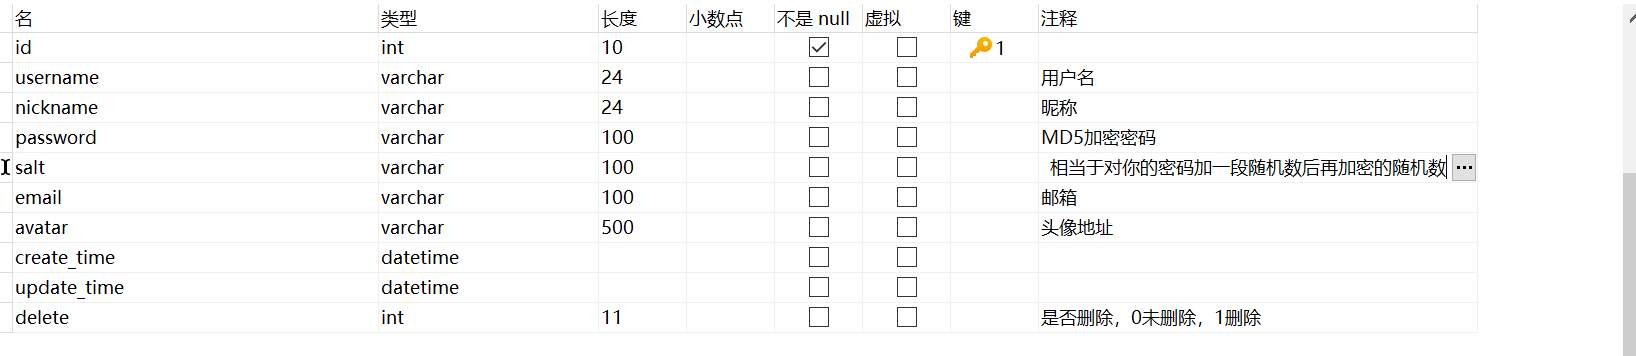 名 类型 长度 小数点 不是 null 虚拟 键 注释
id int 10 1
username varchar 24 用户名
nickname varchar 24 昵称
password varchar 100 MD5加密密码
salt varchar 100 相当于对你的密码加一段随机数后再加密的随机数 ...
email varchar 100 邮箱
avatar varchar 500 头像地址
create_time datetime
update_time datetime
delete int 11 是否删除，0未删除，1删除